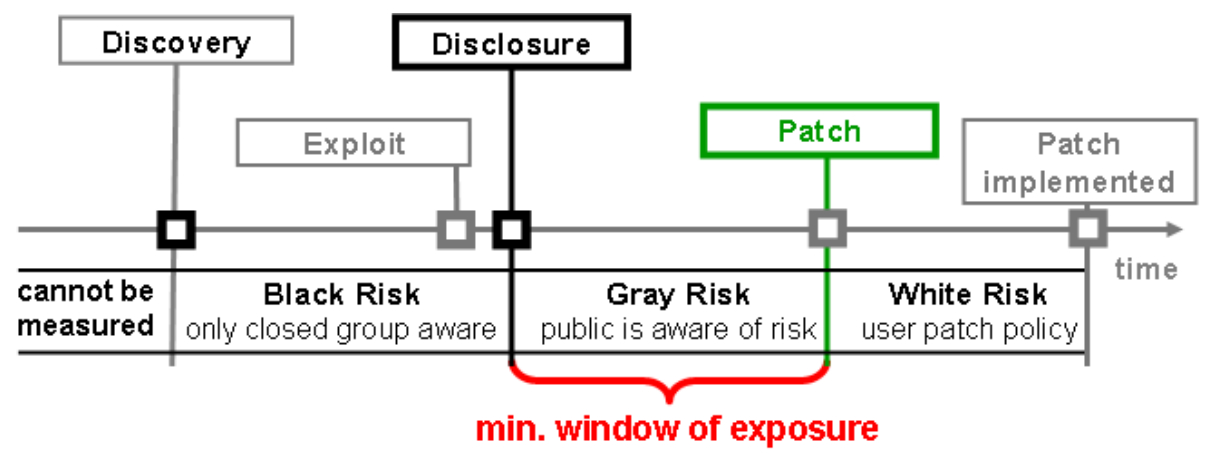 Discovery
Disclosure
Exploit
Patch
Patch
implemented
time
cannot be
measured
Black Risk
only closed group aware
Gray Risk
public is aware of risk
White Risk
user patch policy
min. window of exposure